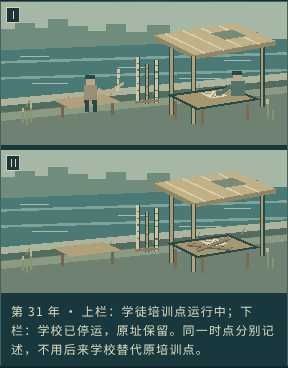 I
II
第 31 年 · 上栏：学徒培训点运行中；下
栏：学校已停运，原址保留。同一时点分别记
述，不用后来学校替代原培训点。